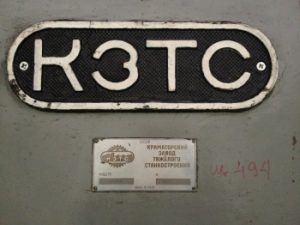 КЗТС
КРАМАТОРСКИЙ
ЗАВОД
ТЯЖЕЛОГО
СТАНКОСТРОЕНИЯ
494